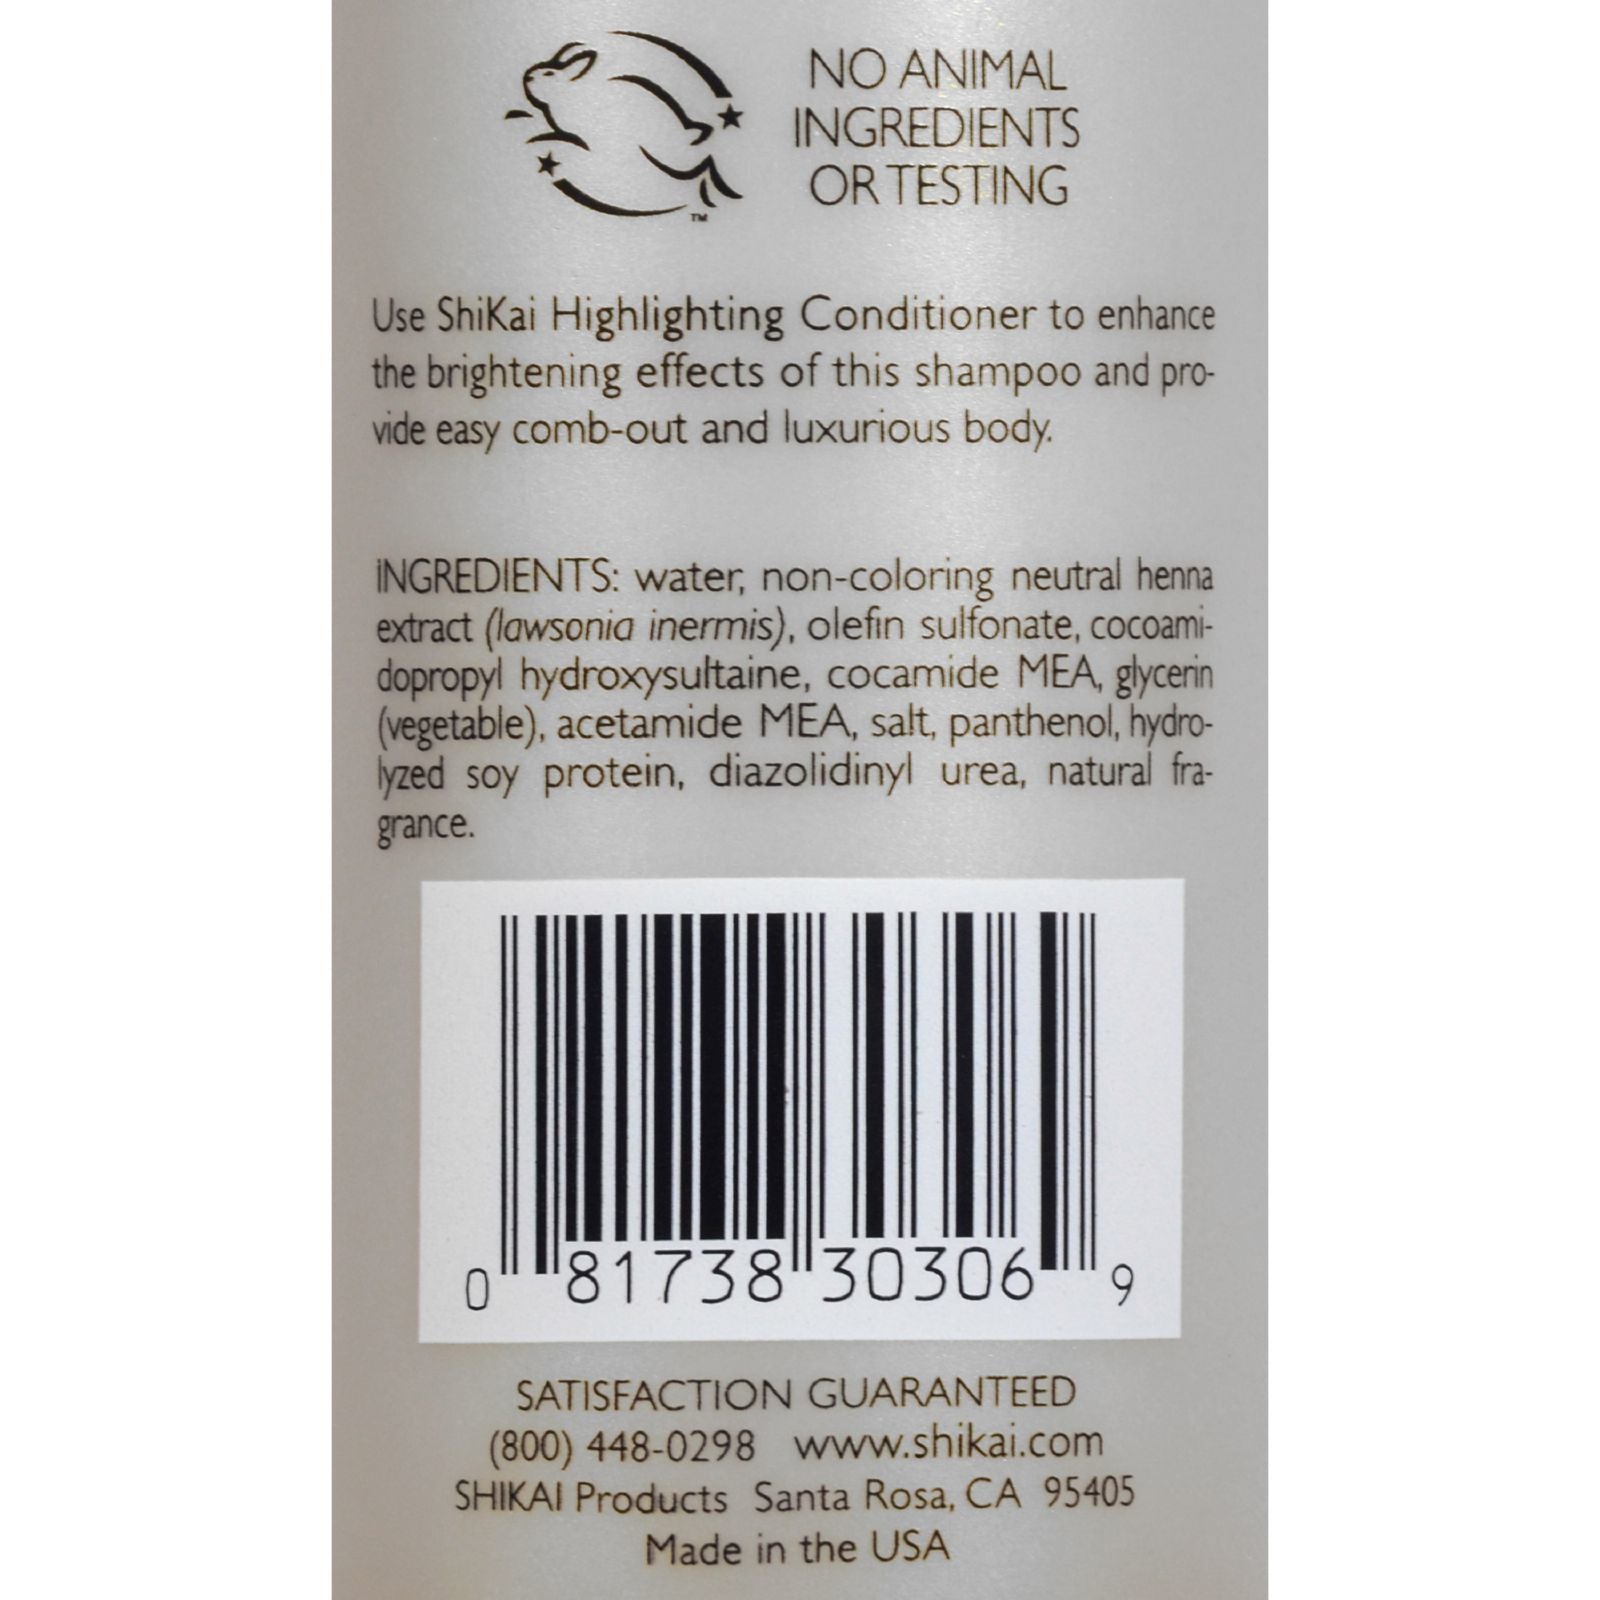 NO ANIMAL
INGREDIENTS
OR TESTING
TM
Use ShiKai Highlighting Conditioner to enhance
the brightening effects of this shampoo and pro-
vide easy comb-out and luxurious body.
INGREDIENTS: water, non-coloring neutral henna
extract (lawsonia inermis), olefin sulfonate, cocoami-
dopropyl hydroxysultaine, cocamide MEA, glycerin
(vegetable), acetamide MEA, salt, panthenol, hydro-
lyzed soy protein, diazolidinyl urea, natural fra-
grance.
0 81738 30306 9
SATISFACTION GUARANTEED
(800) 448-0298 www.shikai.com
SHIKAI Products Santa Rosa, CA 95405
Made in the USA